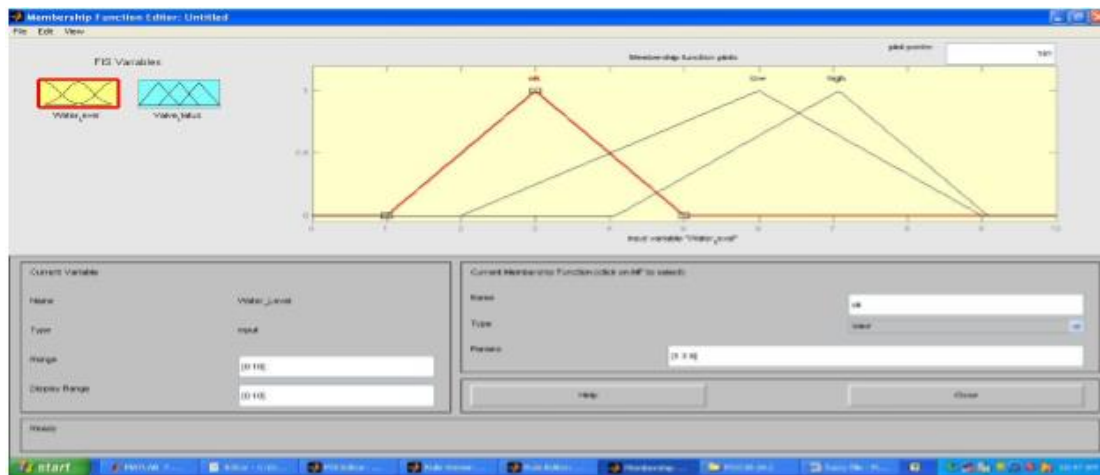 Membership Function Editor: Untitled
File Edit View
FIS Variables
Water_Level
Valve_Status
Membership function plots
plot points:
181
ok
low
high
1
0.5
0
0 1 2 3 4 5 6 7 8 9 10
input variable "Water_Level"
Current Variable
Name Water_Level
Type input
Range [0 10]
Display Range [0 10]
Current Membership Function (click on MF to select)
Name ok
Type trimf
Params
Help Close
Ready
start